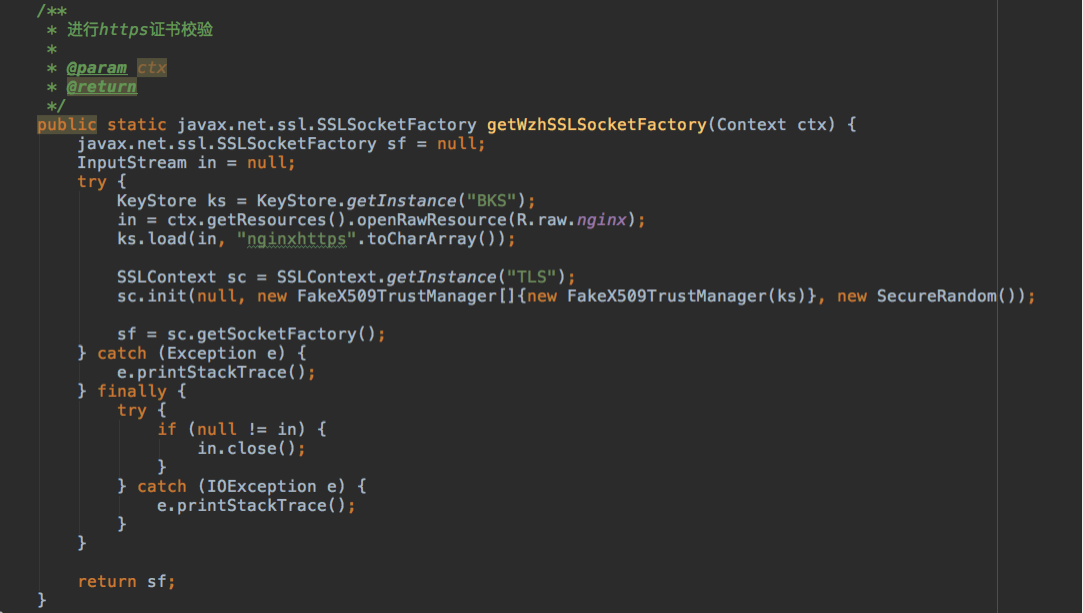 /**
 * 进行https证书校验
 *
 * @param ctx
 * @return
 */
public static javax.net.ssl.SSLSocketFactory getWzhSSLSocketFactory(Context ctx) {
    javax.net.ssl.SSLSocketFactory sf = null;
    InputStream in = null;
    try {
        KeyStore ks = KeyStore.getInstance("BKS");
        in = ctx.getResources().openRawResource(R.raw.nginx);
        ks.load(in, "nginxhttps".toCharArray());

        SSLContext sc = SSLContext.getInstance("TLS");
        sc.init(null, new FakeX509TrustManager[]{new FakeX509TrustManager(ks)}, new SecureRandom());

        sf = sc.getSocketFactory();
    } catch (Exception e) {
        e.printStackTrace();
    } finally {
        try {
            if (null != in) {
                in.close();
            }
        } catch (IOException e) {
            e.printStackTrace();
        }
    }

    return sf;
}